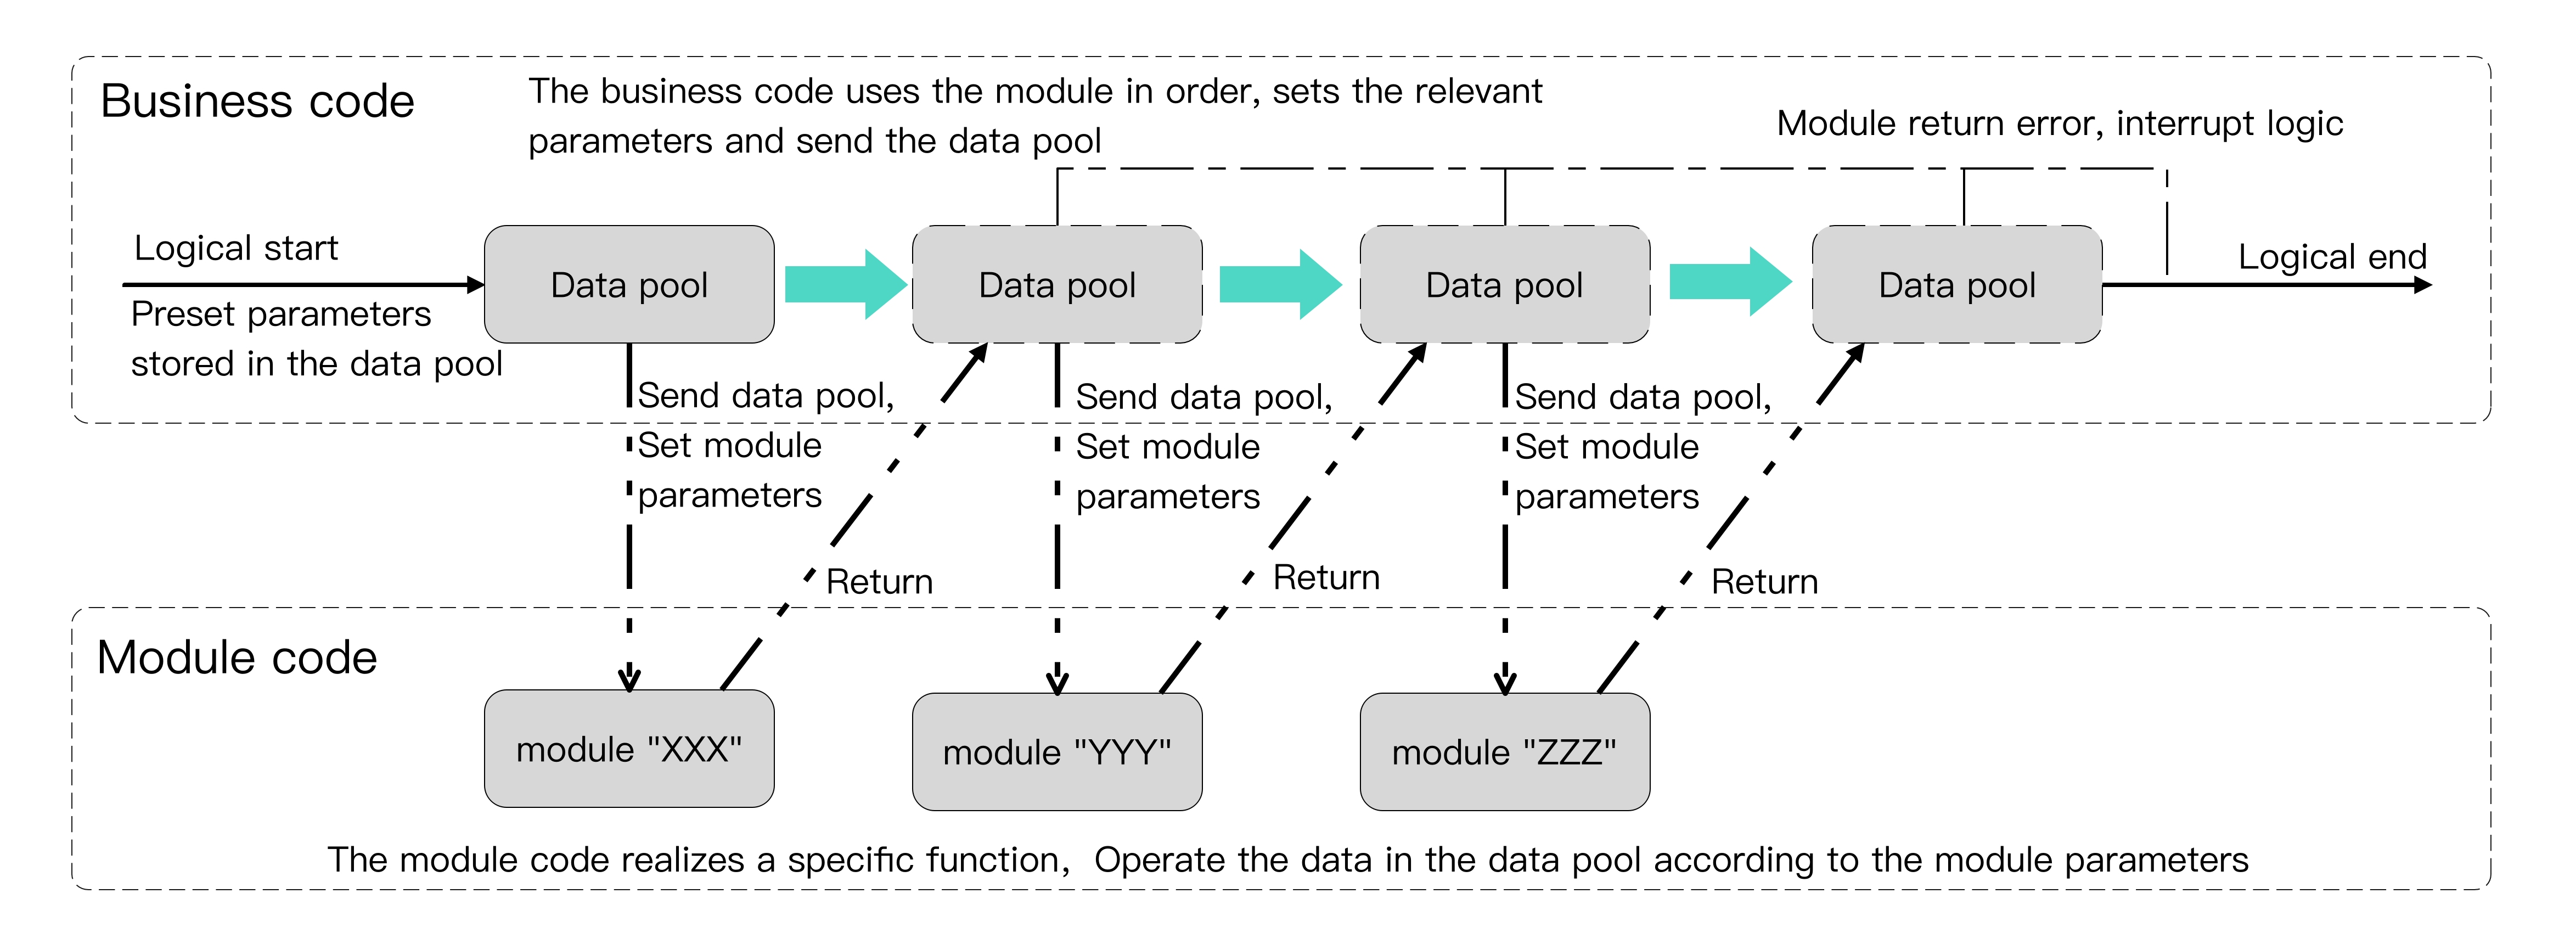 Business code
The business code uses the module in order, sets the relevant
parameters and send the data pool
Module return error, interrupt logic
Logical start
Preset parameters
stored in the data pool
Data pool
Data pool
Data pool
Data pool
Logical end
Send data pool,
Set module
parameters
Return
Send data pool,
Set module
parameters
Return
Send data pool,
Set module
parameters
Return
Module code
module "XXX"
module "YYY"
module "ZZZ"
The module code realizes a specific function, Operate the data in the data pool according to the module parameters